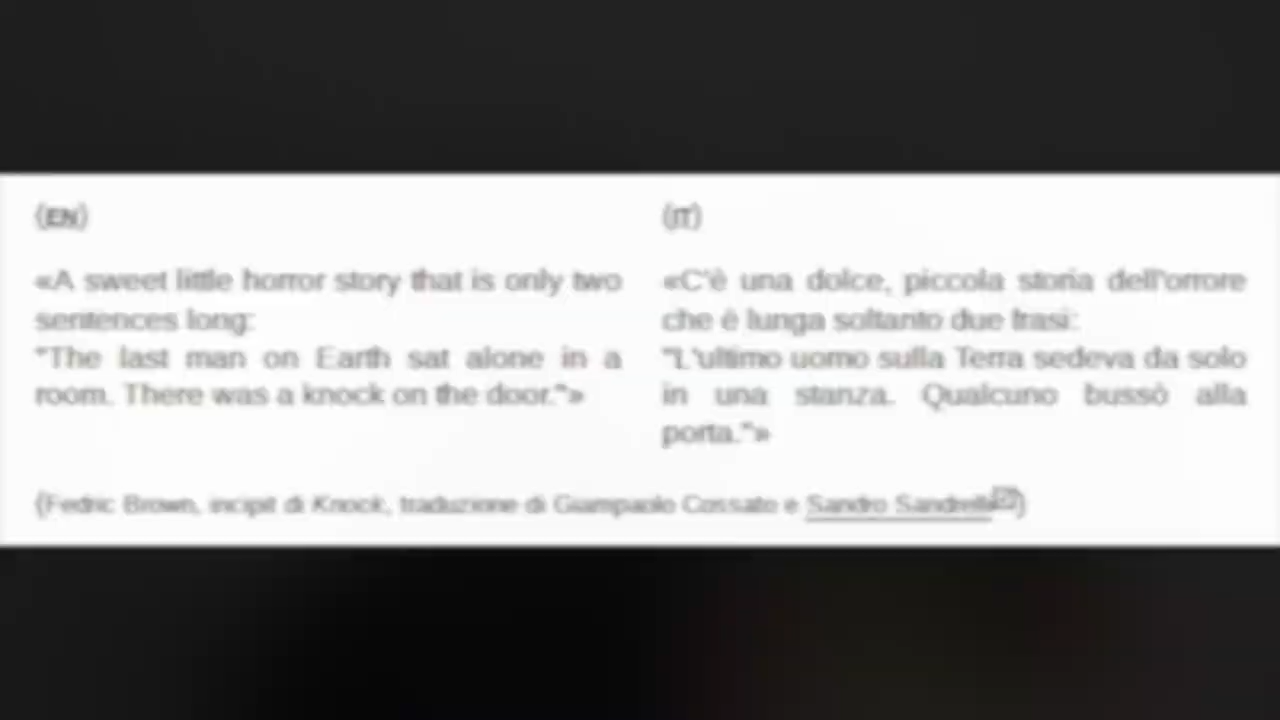 (EN)
«A sweet little horror story that is only two
sentences long:
"The last man on Earth sat alone in a
room. There was a knock on the door."»
(IT)
«C'è una dolce, piccola storia dell'orrore
che è lunga soltanto due frasi:
"L'ultimo uomo sulla Terra sedeva da solo
in una stanza. Qualcuno bussò alla
porta."»
(Fedric Brown, incipit di Knock, traduzione di Giampaolo Cossato e Sandro Sandrelli)